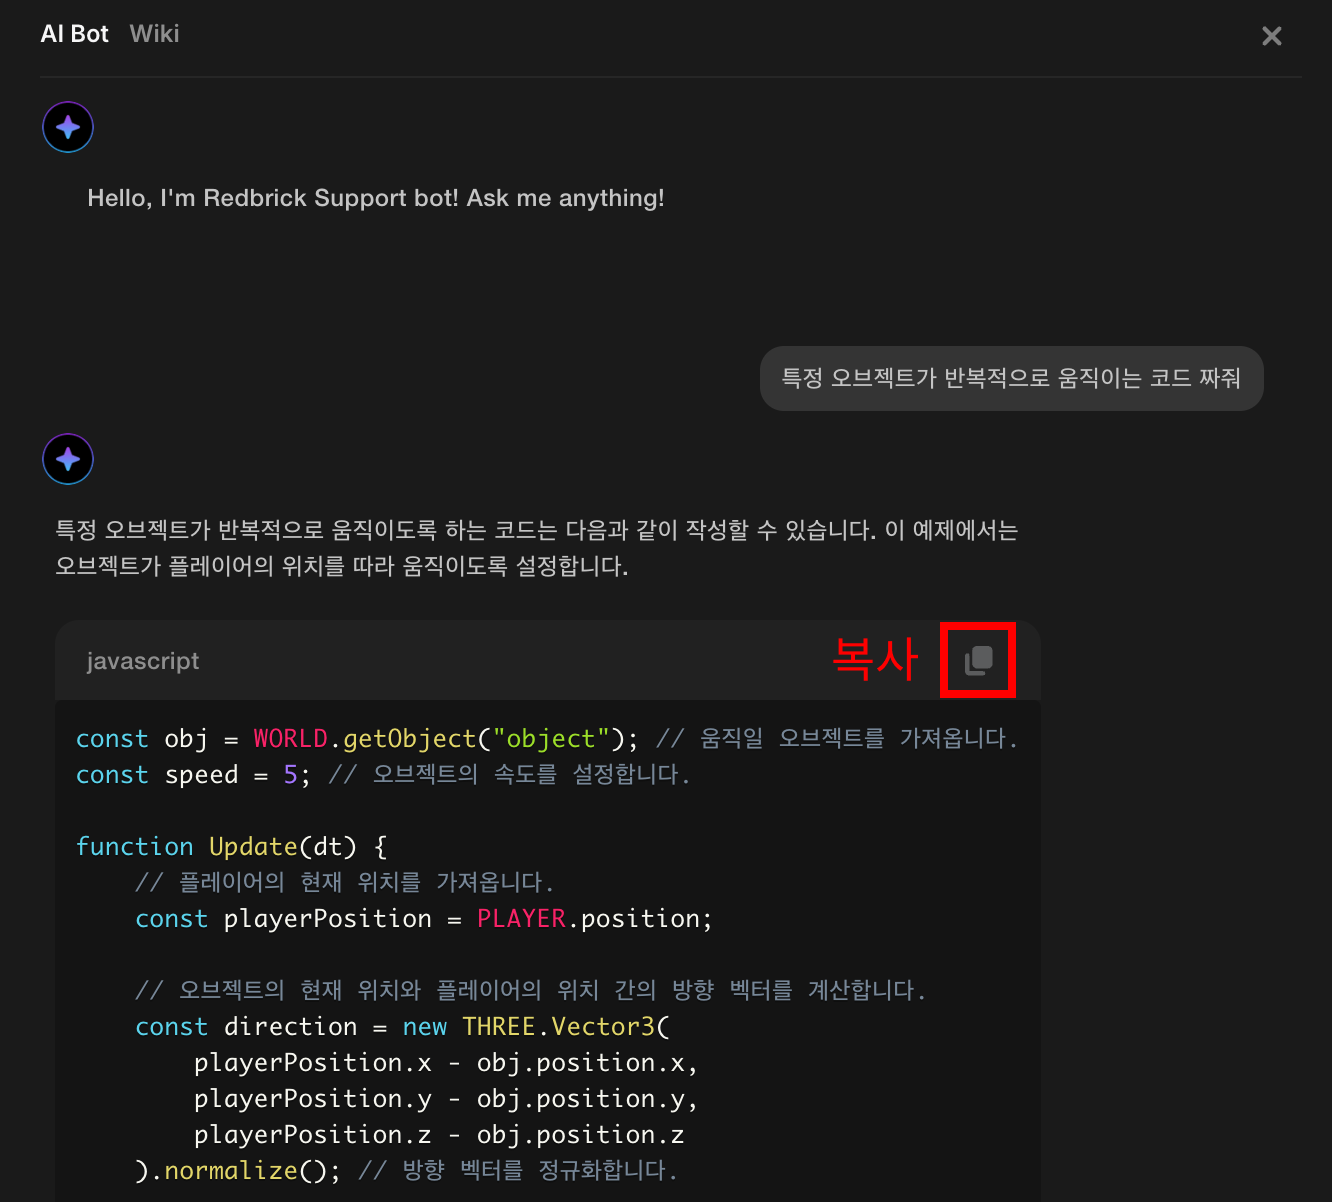 AI Bot Wiki
Hello, I'm Redbrick Support bot! Ask me anything!
특정 오브젝트가 반복적으로 움직이는 코드 짜줘
특정 오브젝트가 반복적으로 움직이도록 하는 코드는 다음과 같이 작성할 수 있습니다. 이 예제에서는
오브젝트가 플레이어의 위치를 따라 움직이도록 설정합니다.
javascript 복사
const obj = WORLD.getObject("object"); // 움직일 오브젝트를 가져옵니다.
const speed = 5; // 오브젝트의 속도를 설정합니다.
function Update(dt) {
    // 플레이어의 현재 위치를 가져옵니다.
    const playerPosition = PLAYER.position;
    // 오브젝트의 현재 위치와 플레이어의 위치 간의 방향 벡터를 계산합니다.
    const direction = new THREE.Vector3(
        playerPosition.x - obj.position.x,
        playerPosition.y - obj.position.y,
        playerPosition.z - obj.position.z
    ).normalize(); // 방향 벡터를 정규화합니다.